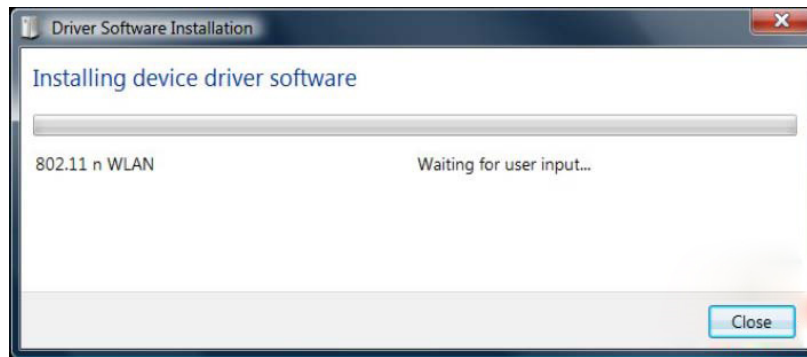 Driver Software Installation
Installing device driver software
802.11 n WLAN Waiting for user input...
Close